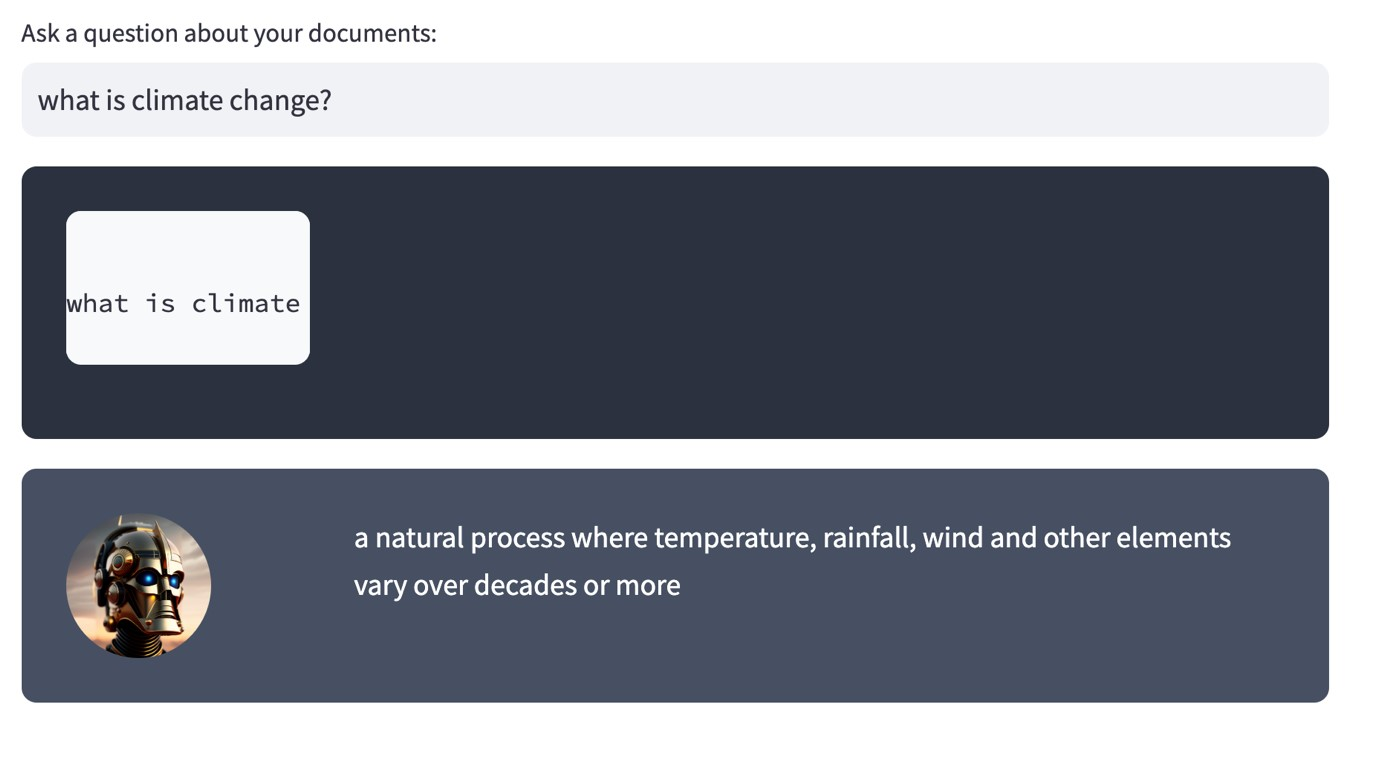 Ask a question about your documents:
what is climate change?
what is climate
a natural process where temperature, rainfall, wind and other elements
vary over decades or more